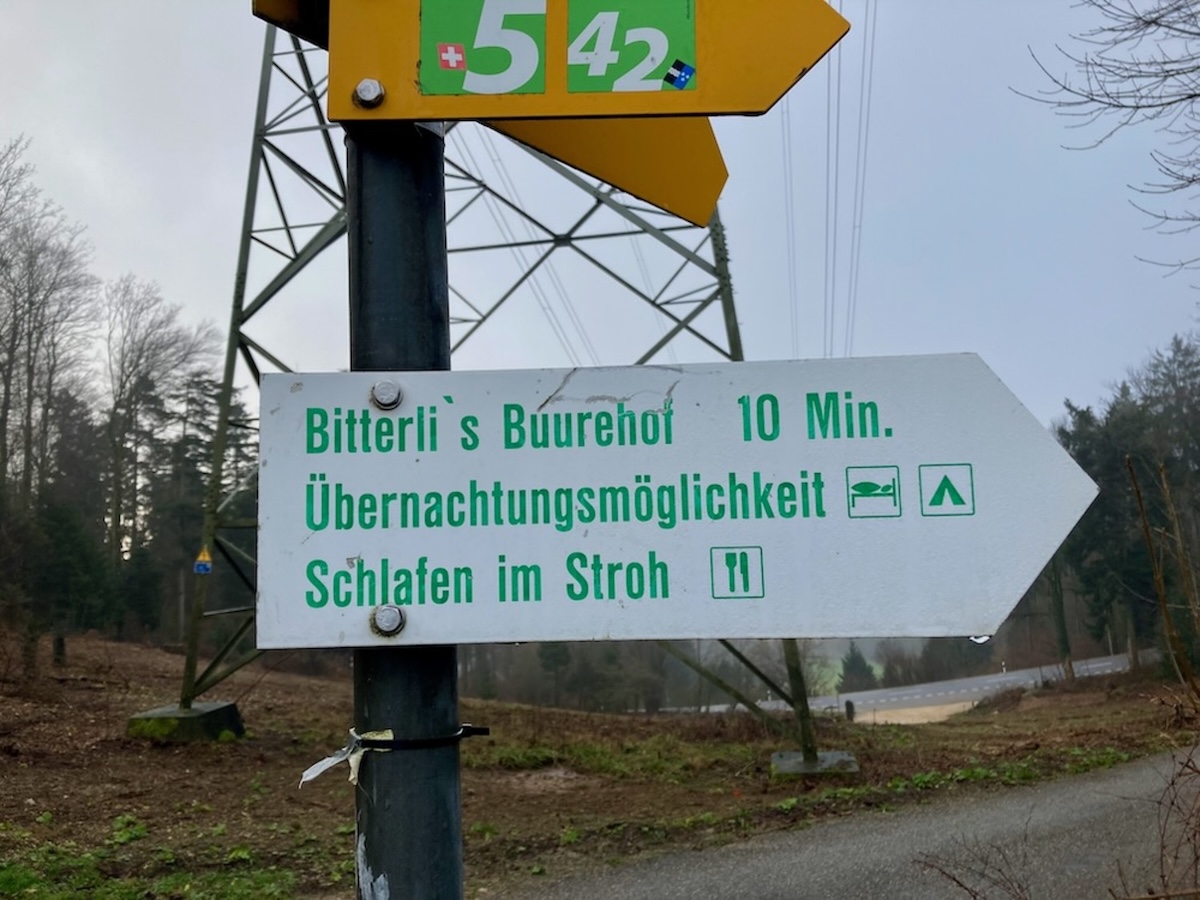 5 42
Bitterli`s Buurehof 10 Min.
Übernachtungsmöglichkeit
Schlafen im Stroh